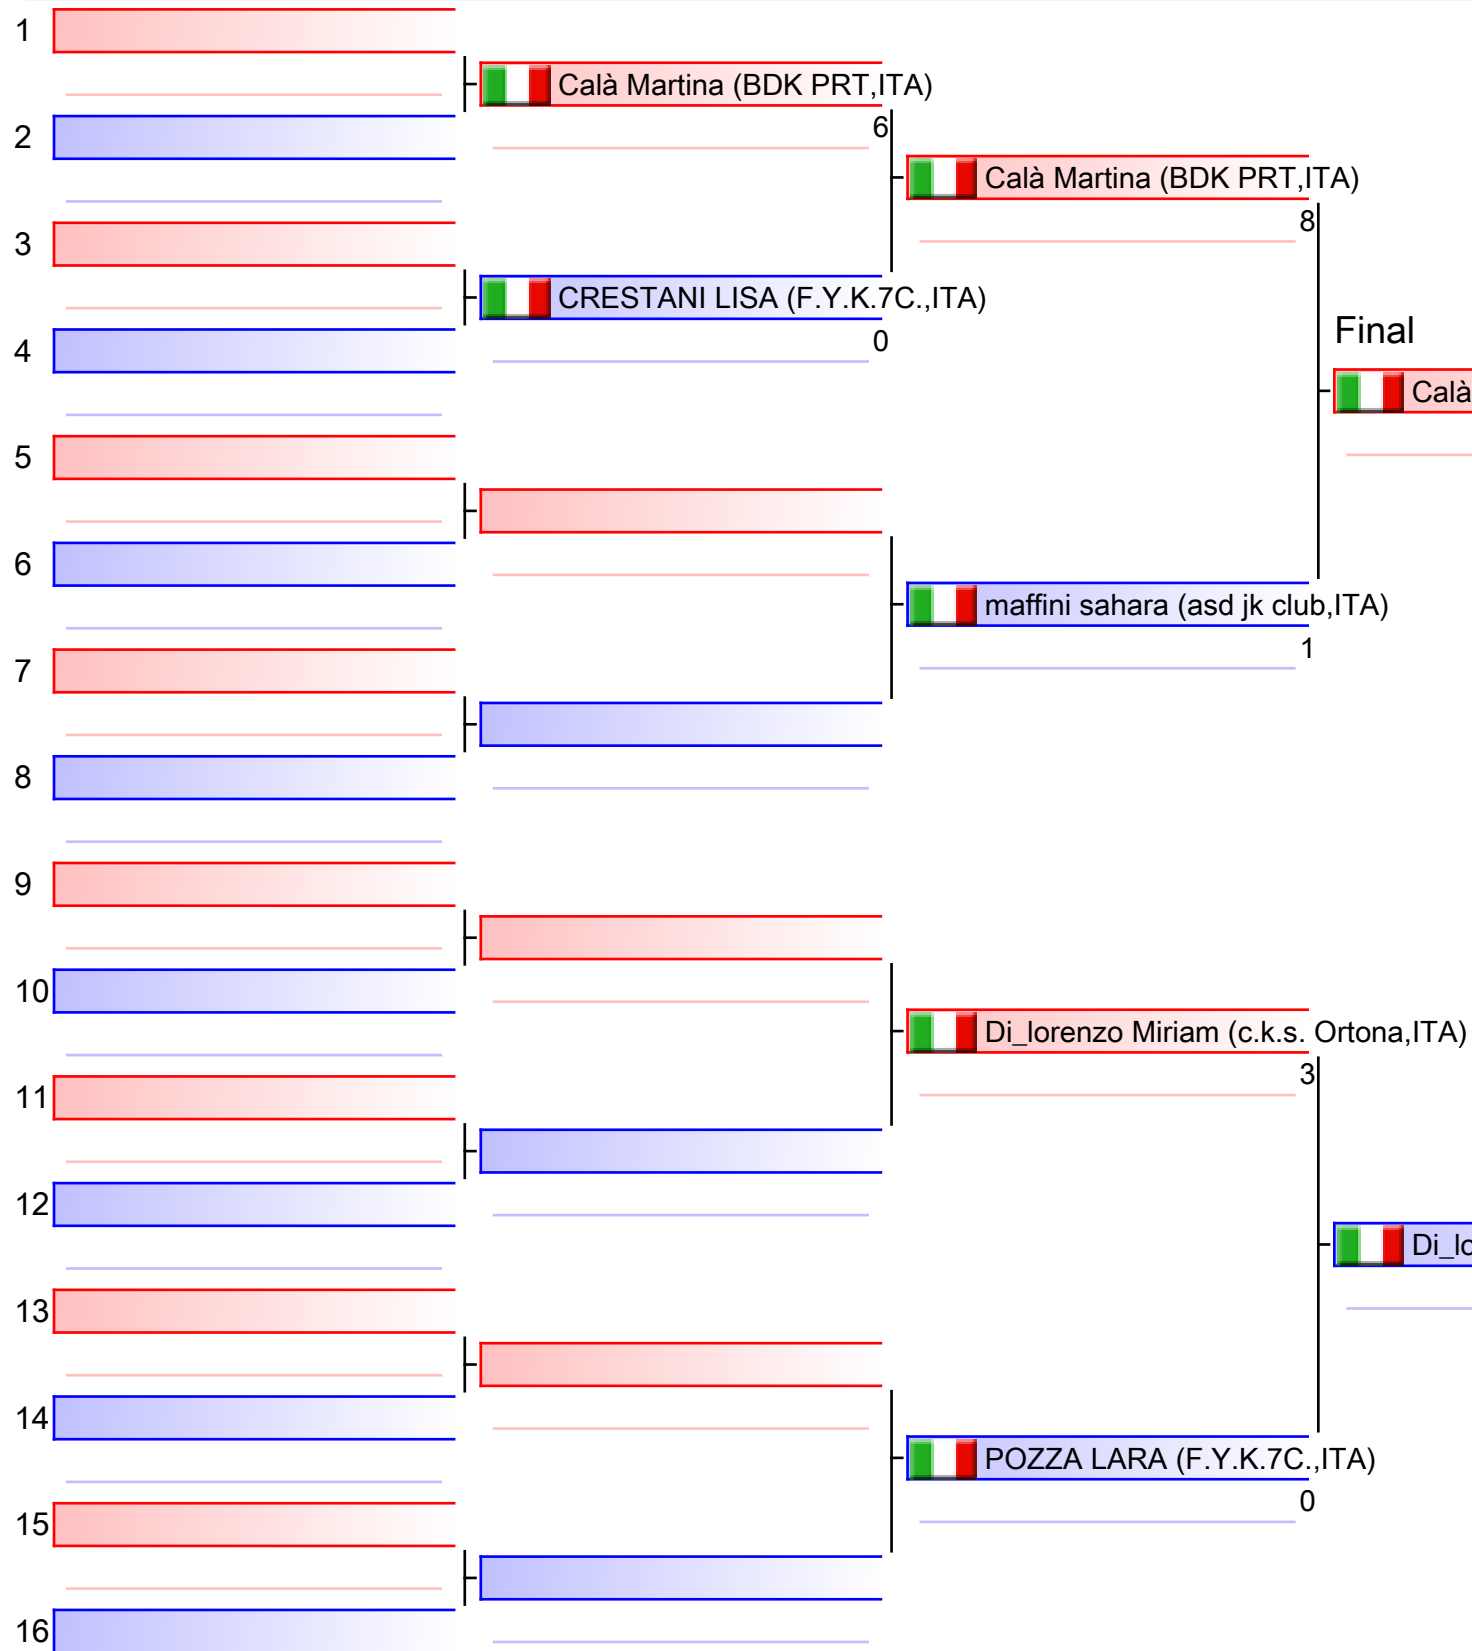 1
Calà Martina (BDK PRT,ITA)
6
2
Calà Martina (BDK PRT,ITA)
8
3
CRESTANI LISA (F.Y.K.7C.,ITA)
0
4
Final
Calà
5
6
maffini sahara (asd jk club,ITA)
1
7
8
9
10
Di_lorenzo Miriam (c.k.s. Ortona,ITA)
3
11
12
Di_lo
13
14
POZZA LARA (F.Y.K.7C.,ITA)
0
15
16